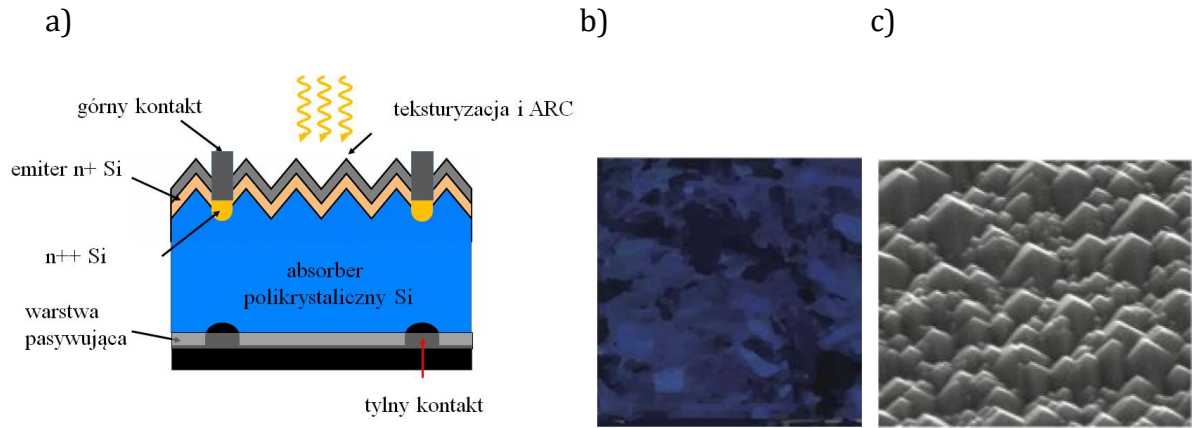 a)
b)
c)
górny kontakt
teksturyzacja i ARC
emiter n+ Si
n++ Si
absorber
polikrystaliczny Si
warstwa
pasywująca
tylny kontakt